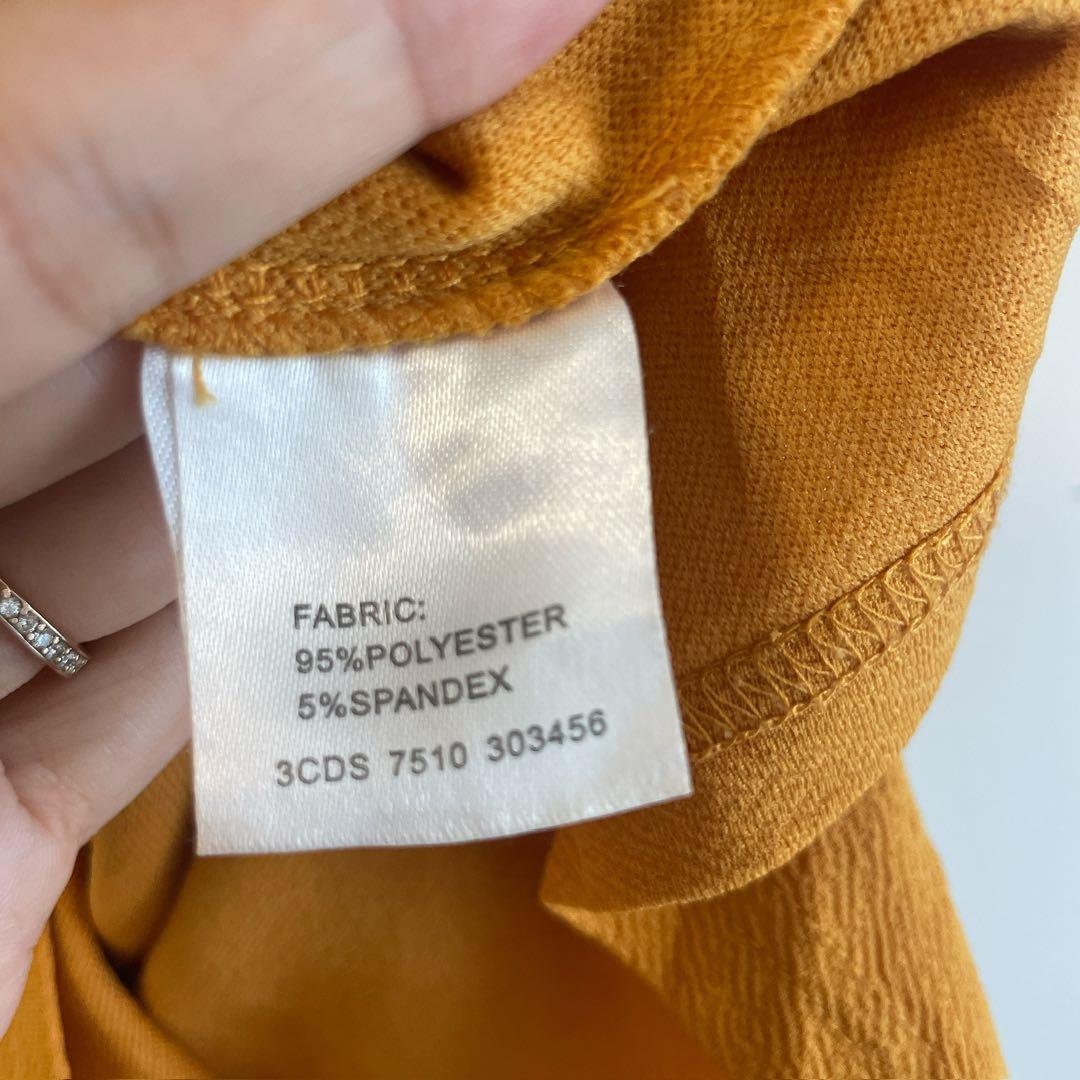 FABRIC:
95%POLYESTER
5%SPANDEX
3CDS 7510 303456